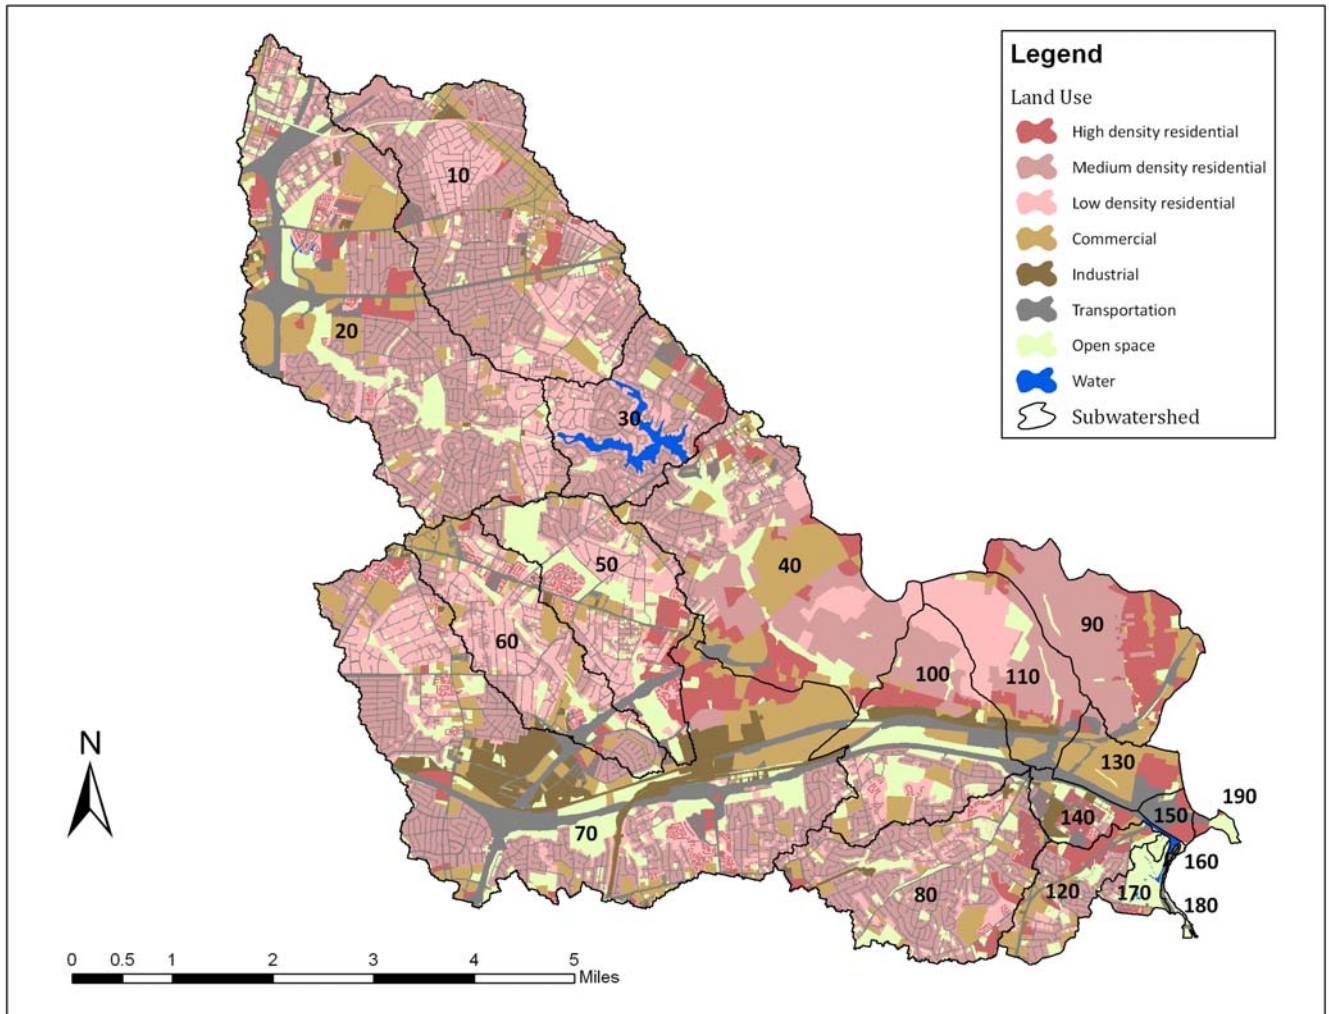 Legend
Land Use
High density residential
Medium density residential
Low density residential
Commercial
Industrial
Transportation
Open space
Water
Subwatershed
10
20
30
40
50
60
90
100
110
130
190
140
150
70
160
80
120
170
180
N
0 0.5 1 2 3 4 5
Miles